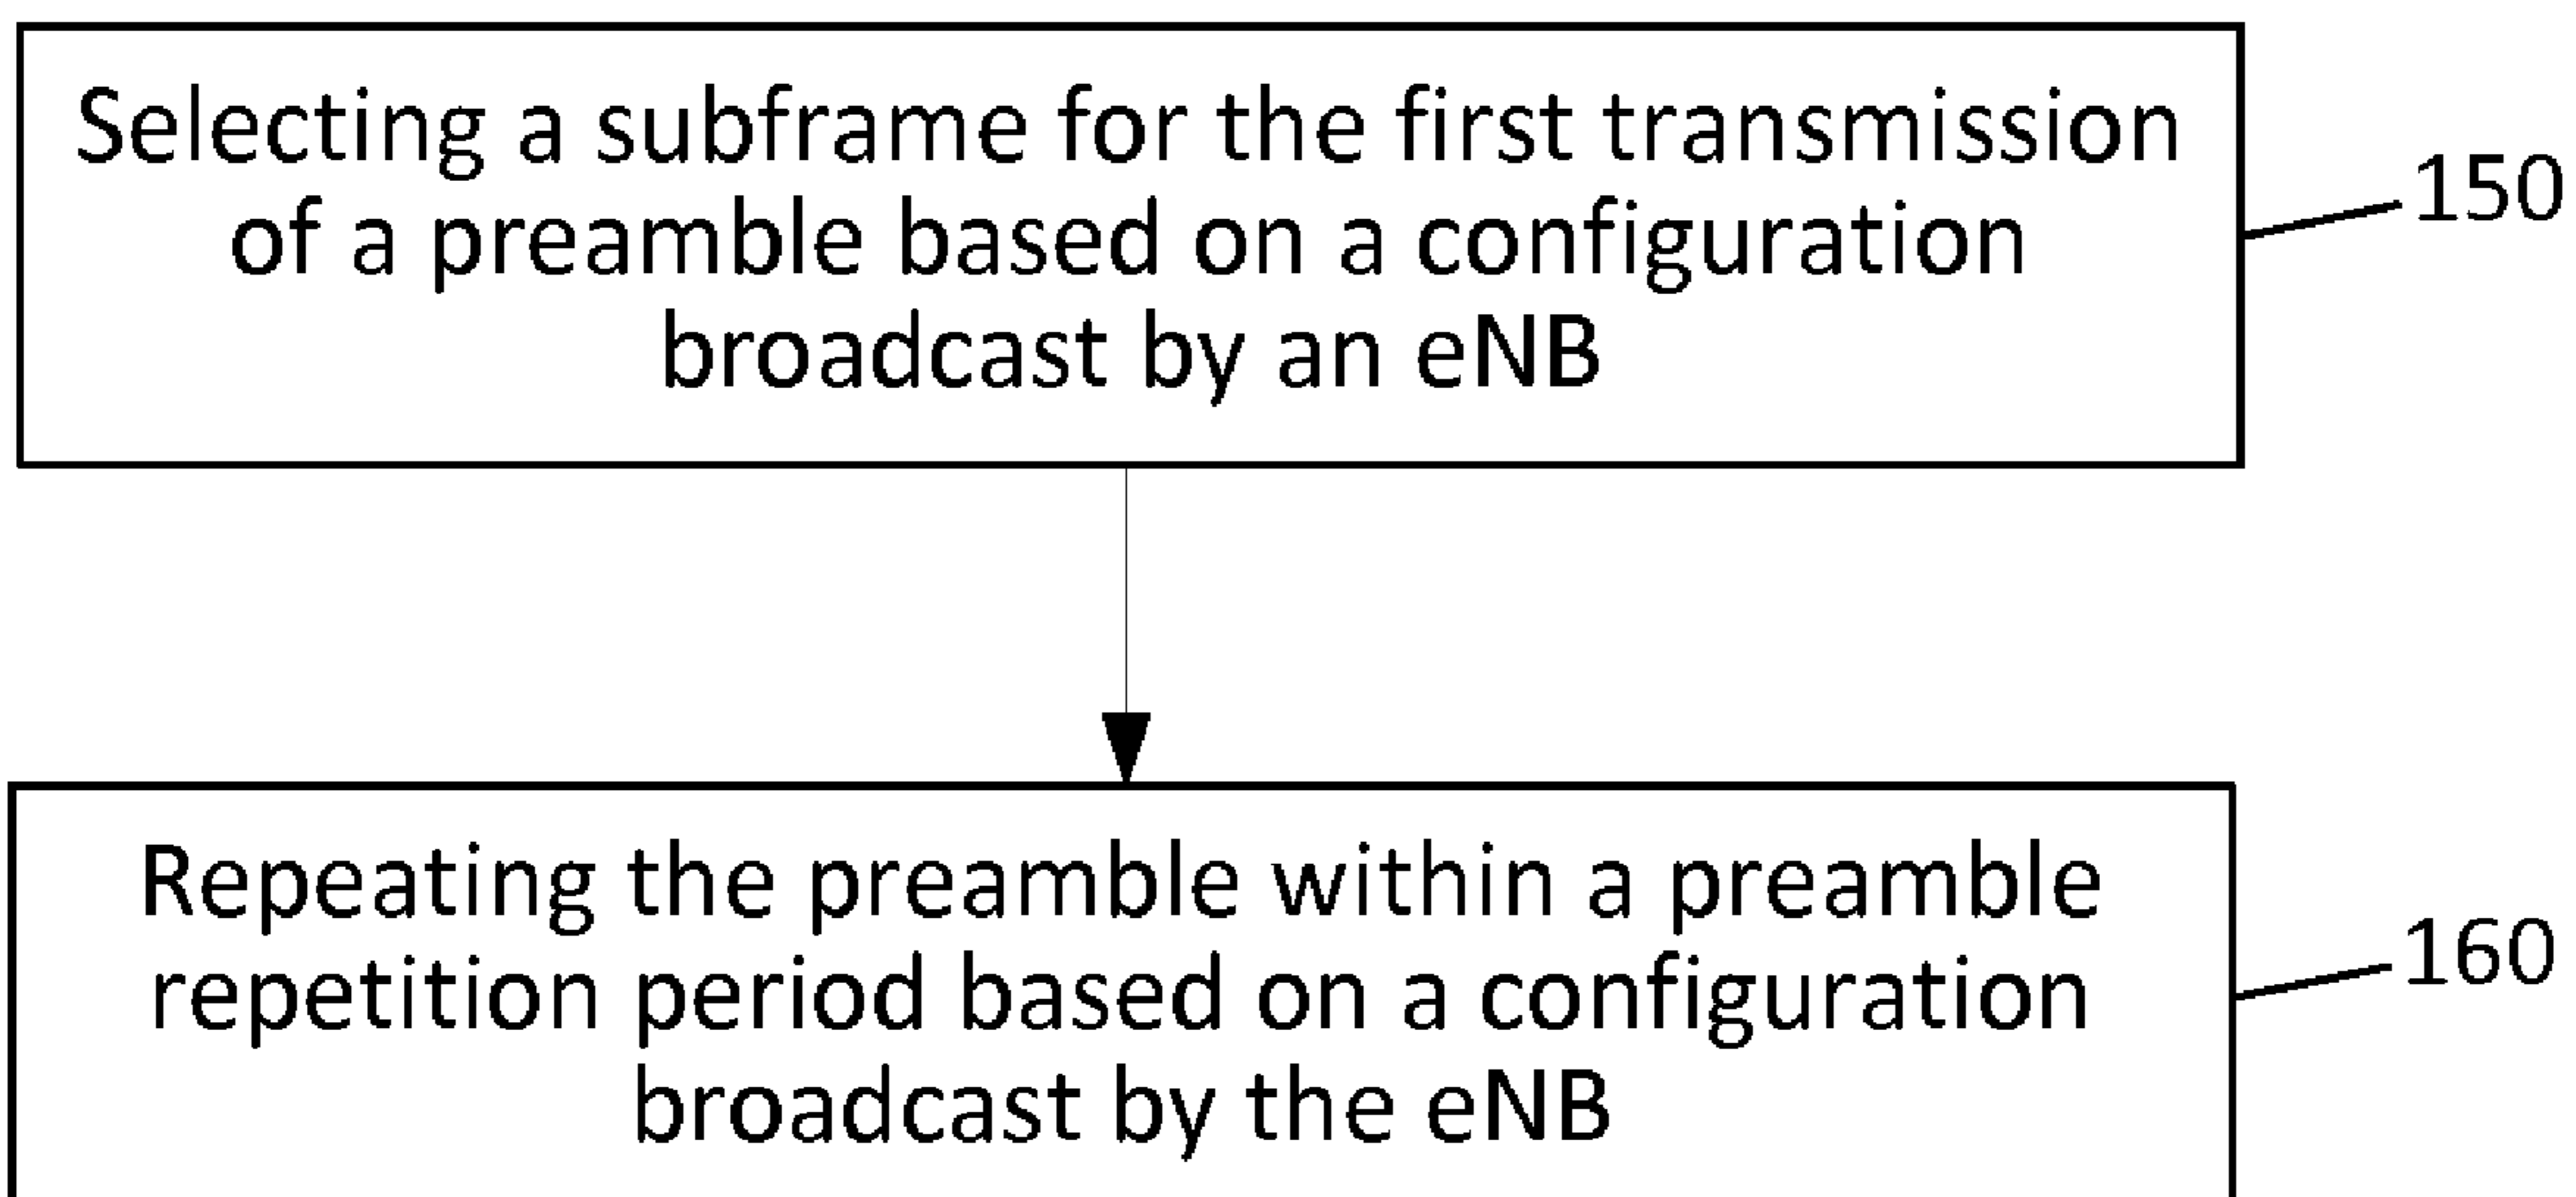 Selecting a subframe for the first transmission
of a preamble based on a configuration
broadcast by an eNB
150
Repeating the preamble within a preamble
repetition period based on a configuration
broadcast by the eNB
160